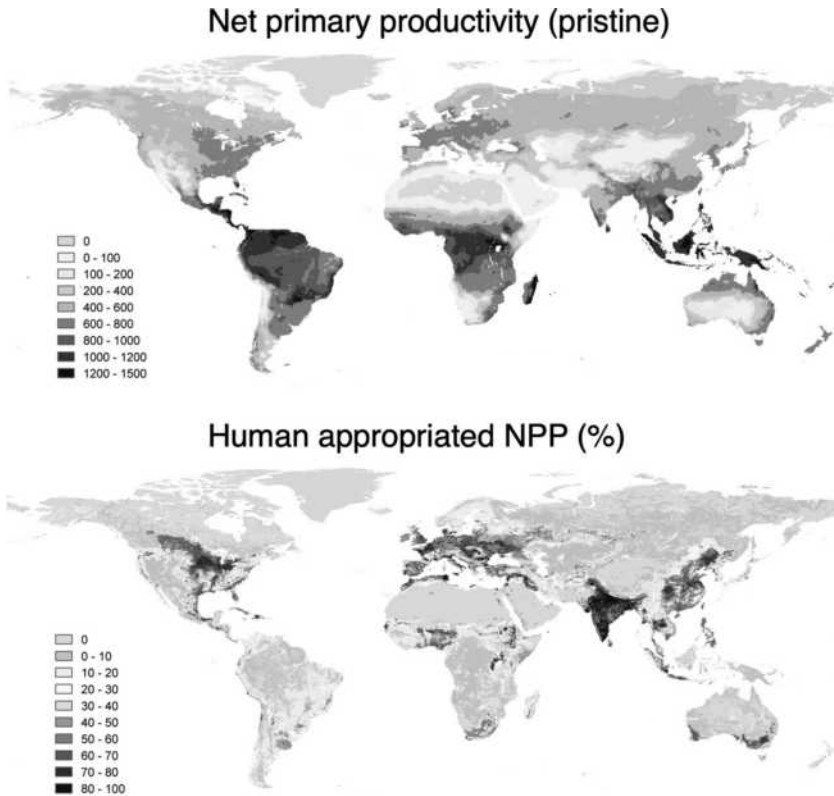 Net primary productivity (pristine)
0
0 - 100
100 - 200
200 - 400
400 - 600
600 - 800
800 - 1000
1000 - 1200
1200 - 1500
Human appropriated NPP (%)
0
0 - 10
10 - 20
20 - 30
30 - 40
40 - 50
50 - 60
60 - 70
70 - 80
80 - 100